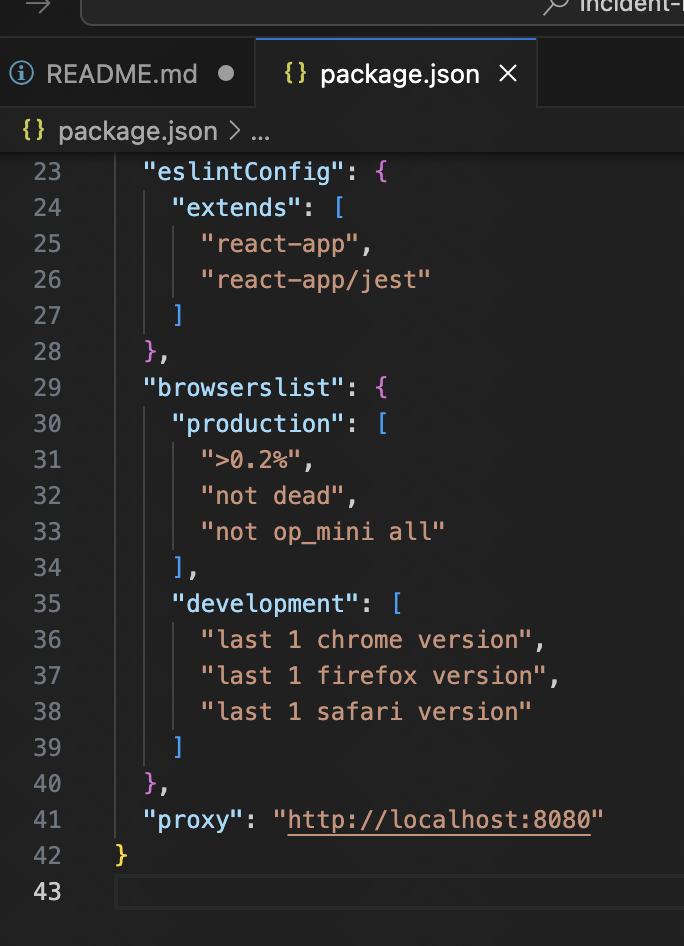 incident-
README.md
package.json
package.json > ...
23 "eslintConfig": {
24 "extends": [
25 "react-app",
26 "react-app/jest"
27 ]
28 },
29 "browserslist": {
30 "production": [
31 ">0.2%",
32 "not dead",
33 "not op_mini all"
34 ],
35 "development": [
36 "last 1 chrome version",
37 "last 1 firefox version",
38 "last 1 safari version"
39 ]
40 },
41 "proxy": "http://localhost:8080"
42 }
43